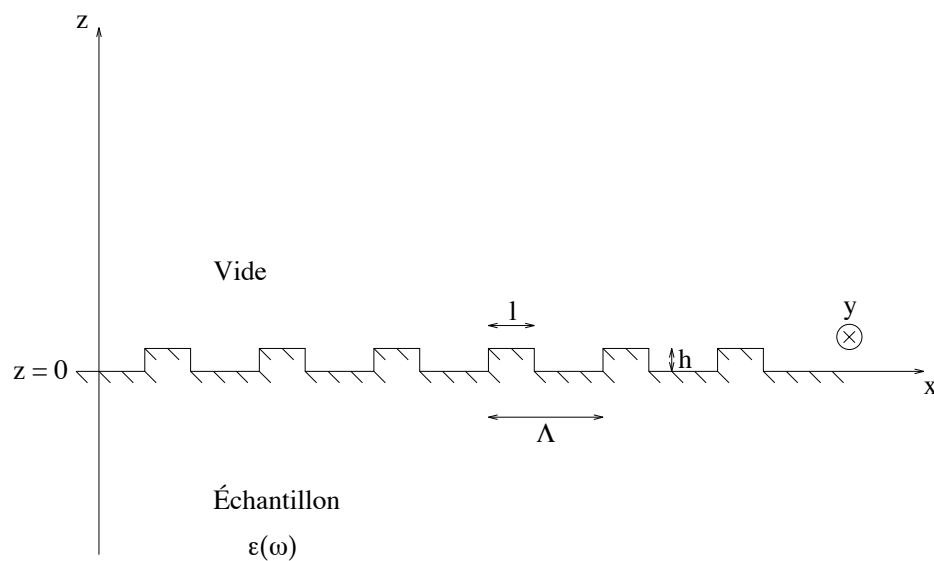 z
Vide
l
y
z = 0
h
x
Λ
Échantillon
ε(ω)